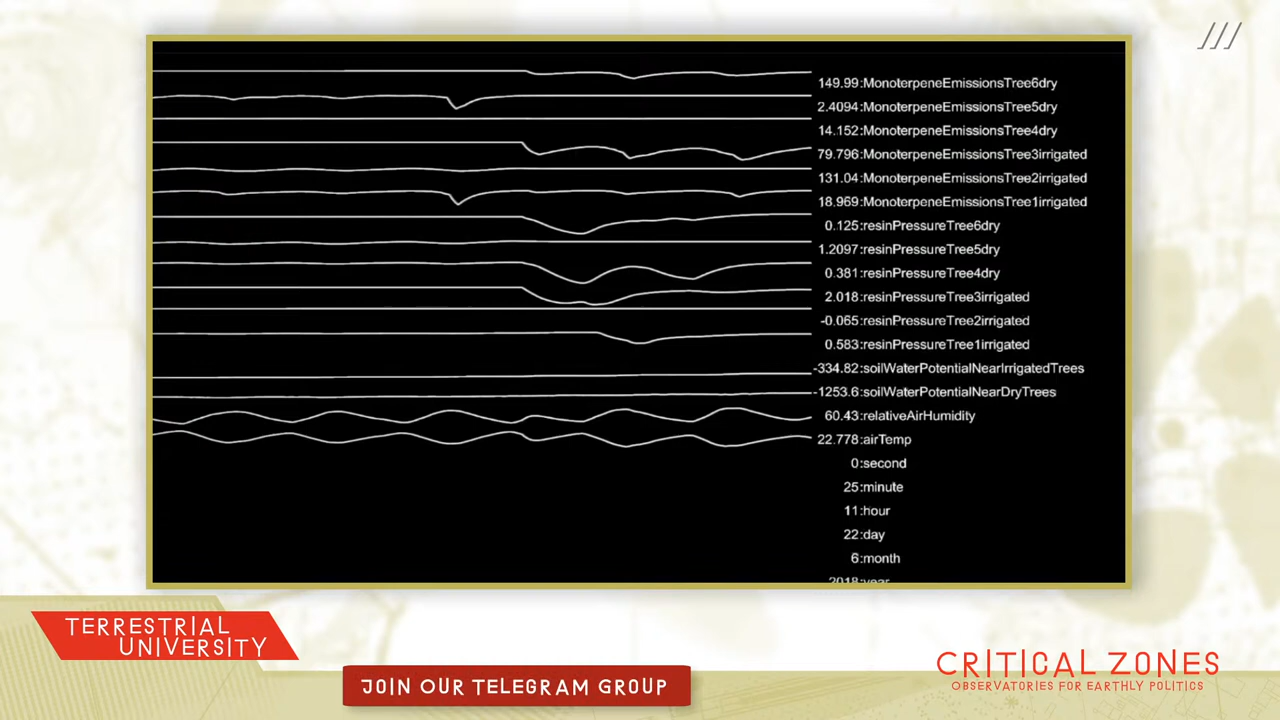 ///
149.99:MonoterpeneEmissionsTree6dry
2.4094:MonoterpeneEmissionsTree5dry
14.152:MonoterpeneEmissionsTree4dry
79.796:MonoterpeneEmissionsTree3irrigated
131.04:MonoterpeneEmissionsTree2irrigated
18.969:MonoterpeneEmissionsTree1irrigated
0.125:resinPressureTree6dry
1.2097:resinPressureTree5dry
0.381:resinPressureTree4dry
2.018:resinPressureTree3irrigated
-0.065:resinPressureTree2irrigated
0.583:resinPressureTree1irrigated
-334.82:soilWaterPotentialNearIrrigatedTrees
-1253.6:soilWaterPotentialNearDryTrees
60.43:relativeAirHumidity
22.778:airTemp
0:second
25:minute
11:hour
22:day
6:month
2018:year
TERRESTRIAL
UNIVERSITY
JOIN OUR TELEGRAM GROUP
CRITICAL ZONES
OBSERVATORIES FOR EARTHLY POLITICS